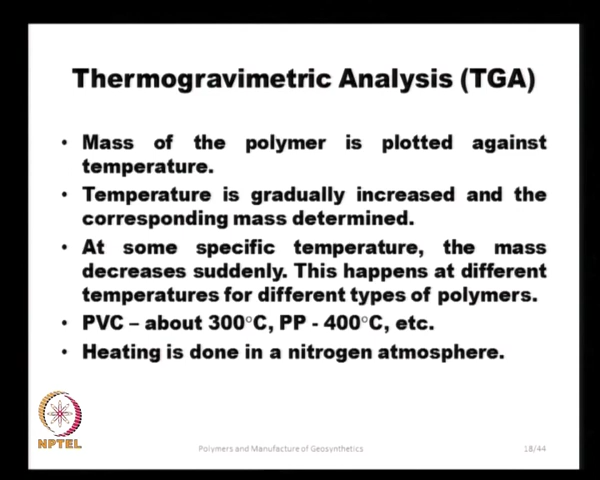 Thermogravimetric Analysis (TGA)
• Mass of the polymer is plotted against
temperature.
• Temperature is gradually increased and the
corresponding mass determined.
• At some specific temperature, the mass
decreases suddenly. This happens at different
temperatures for different types of polymers.
• PVC – about 300°C, PP - 400°C, etc.
• Heating is done in a nitrogen atmosphere.
NPTEL
Polymers and Manufacture of Geosynthetics
18/44